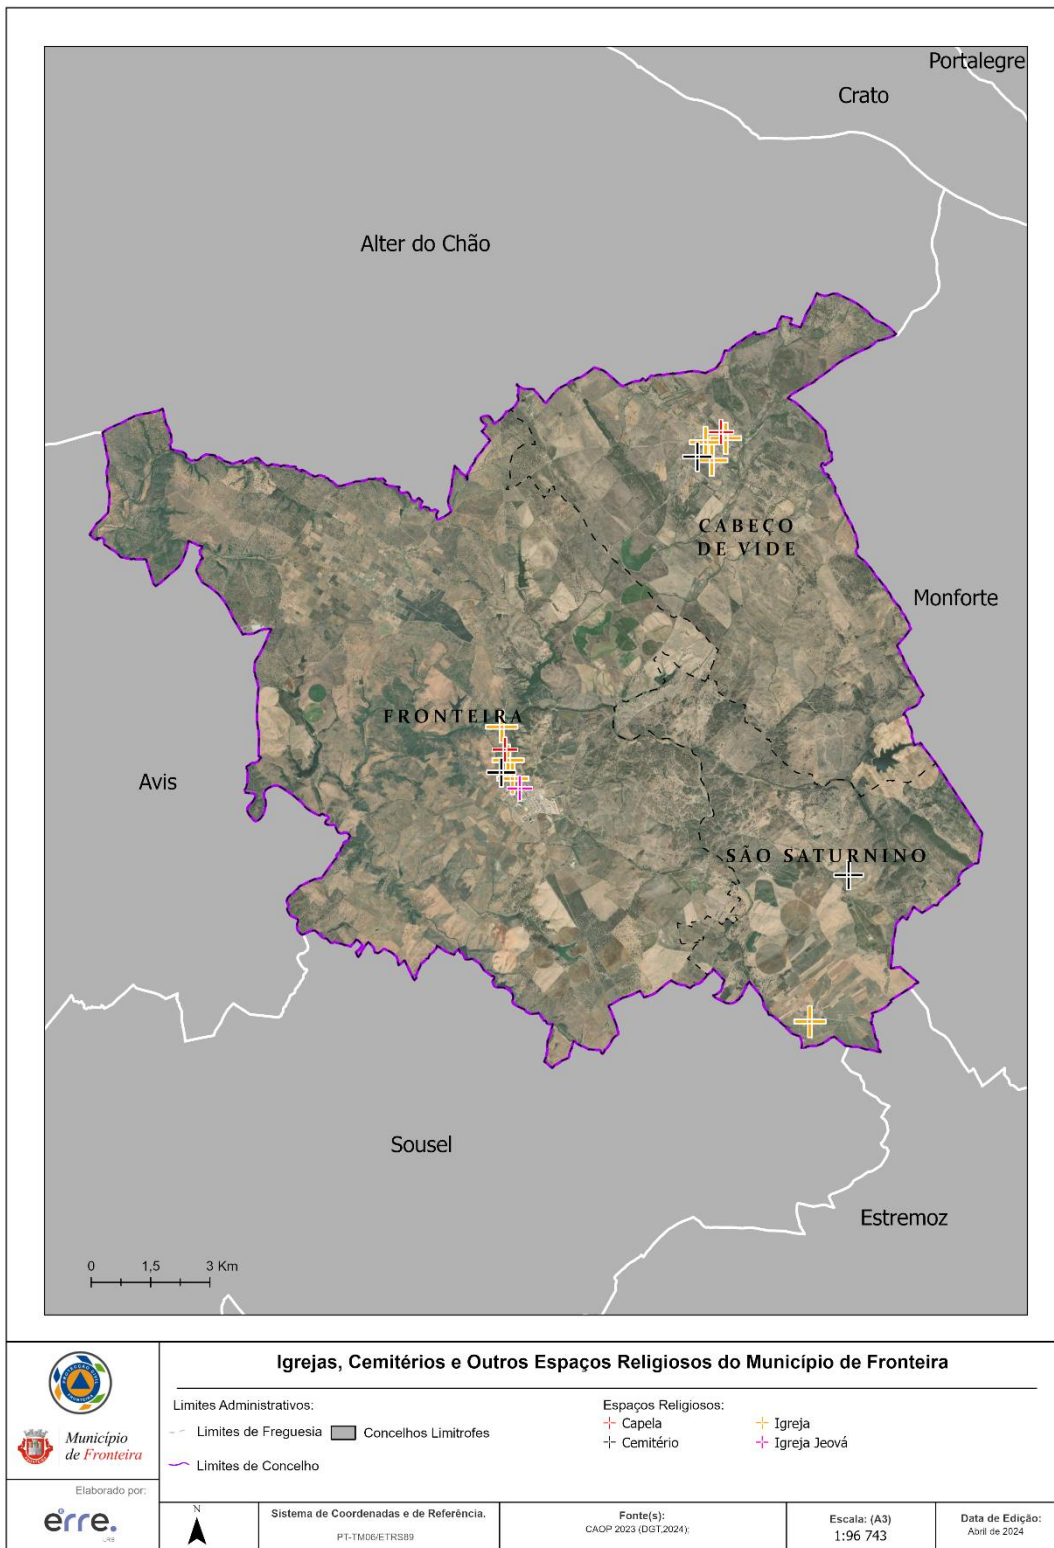 Portalegre
Crato
Alter do Chão
CABEÇO
DE VIDE
Monforte
FRONTEIRA
Avis
SÃO SATURNINO
Sousel
Estremoz
0 1,5 3 Km
Igrejas, Cemitérios e Outros Espaços Religiosos do Município de Fronteira
Limites Administrativos:
Limites de Freguesia
Concelhos Limitrofes
Limites de Concelho
Espaços Religiosos:
Capela
Igreja
Cemitério
Igreja Jeová
Município
de Fronteira
Elaborado por:
erre.
N
Sistema de Coordenadas e de Referência.
PT-TM06/ETRS89
Fonte(s):
CAOP 2023 (DGT,2024);
Escala: (A3)
1:96 743
Data de Edição:
Abril de 2024